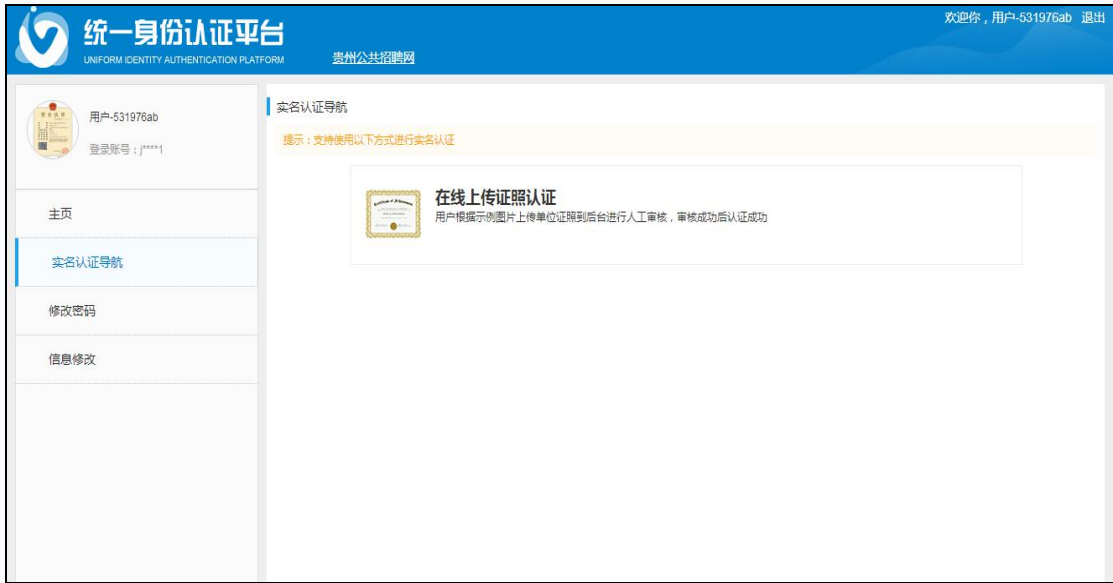 统一身份认证平台
UNIFORM IDENTITY AUTHENTICATION PLATFORM
贵州公共招聘网
欢迎你，用户-531976ab 退出
用户-531976ab
登录账号：j****1
主页
实名认证导航
修改密码
信息修改
实名认证导航
提示：支持使用以下方式进行实名认证
在线上传证照认证
用户根据示例图片上传单位证照到后台进行人工审核，审核成功后认证成功